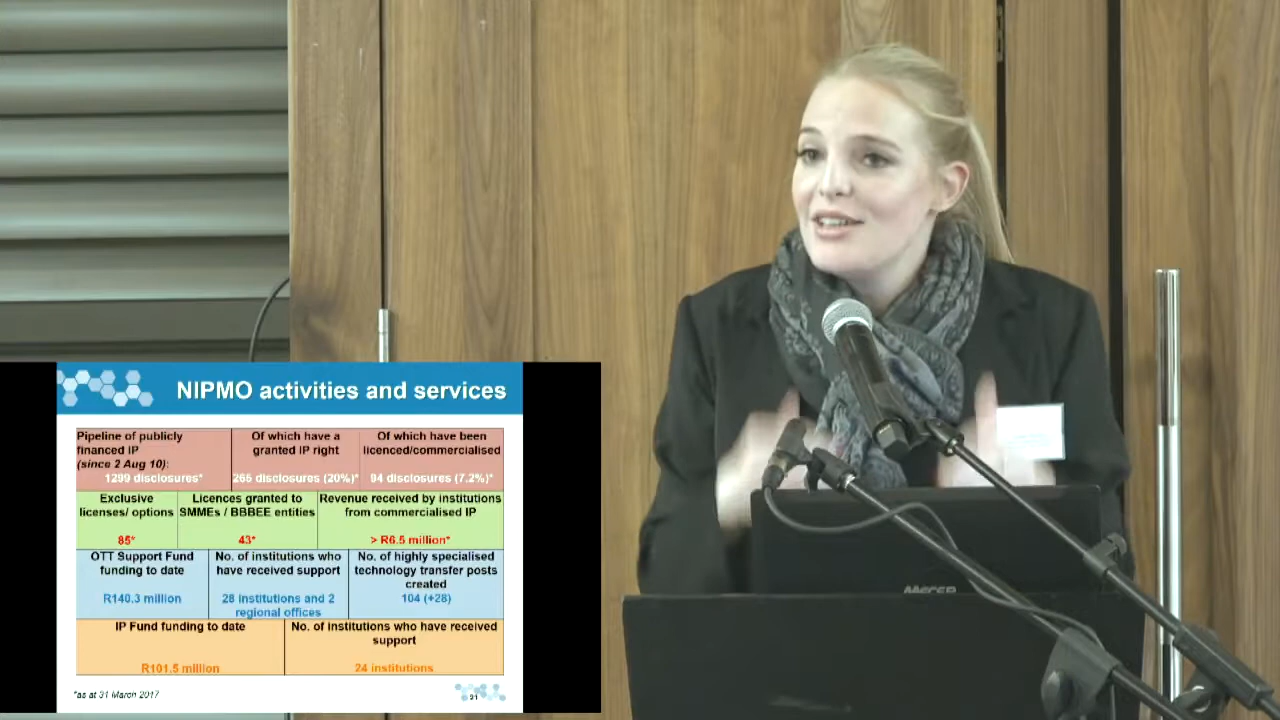 NIPMO activities and services
Pipeline of publicly
financed IP
(since 2 Aug 10):
1299 disclosures*
Of which have a
granted IP right
266 disclosures (20%)*
Of which have been
licenced/commercialised
94 disclosures (7.2%)*
Exclusive
licenses/ options
85*
Licences granted to
SMMEs / BBBEE entities
43*
Revenue received by institutions
from commercialised IP
> R6.5 million*
OTT Support Fund
funding to date
R140.3 million
No. of institutions who
have received support
28 institutions and 2
regional offices
No. of highly specialised
technology transfer posts
created
104 (+28)
IP Fund funding to date
R101.5 million
No. of institutions who have received
support
24 institutions
*as at 31 March 2017
21